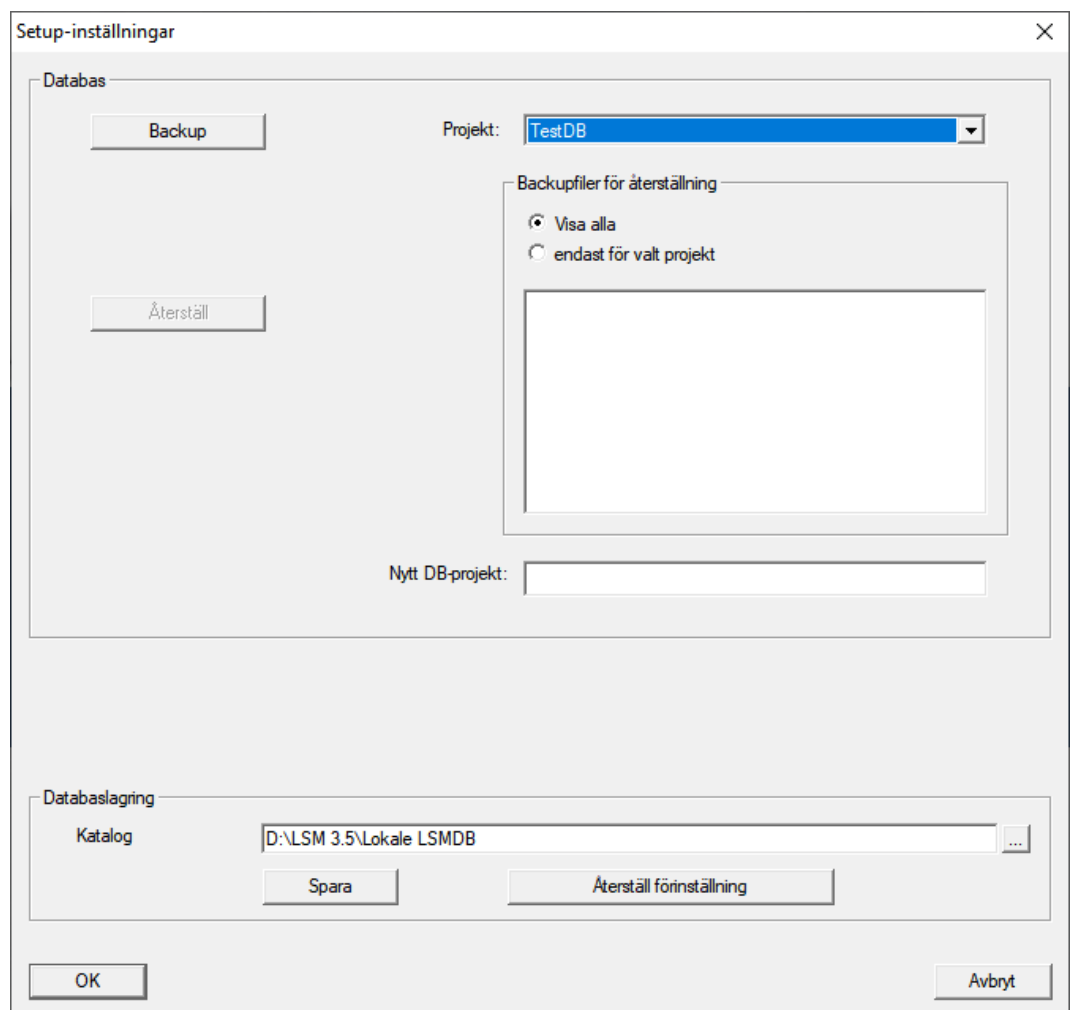 Setup-inställningar
Databas
Backup
Projekt:
TestDB
Backupfiler för återställning
Visa alla
endast för valt projekt
Återställ
Nytt DB-projekt:
Databaslagring
Katalog
D:\LSM 3.5\Lokale LSMDB
...
Spara
Återställ förinställning
OK
Avbryt